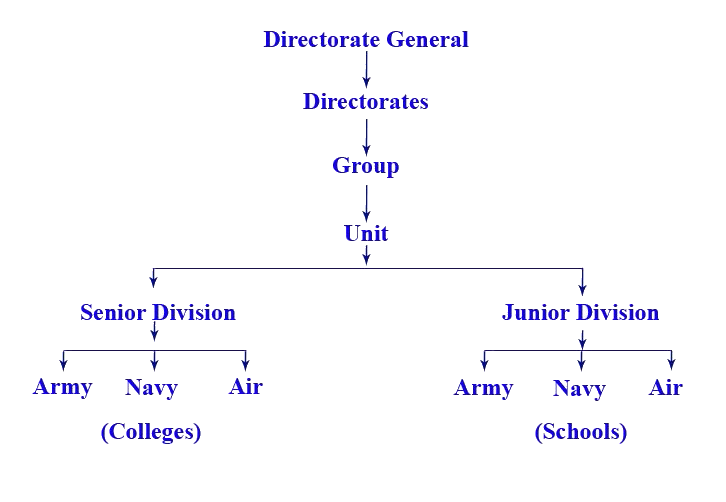 Directorate General
Directorates
Group
Unit
Senior Division Junior Division
Army Navy Air Army Navy Air
(Colleges) (Schools)